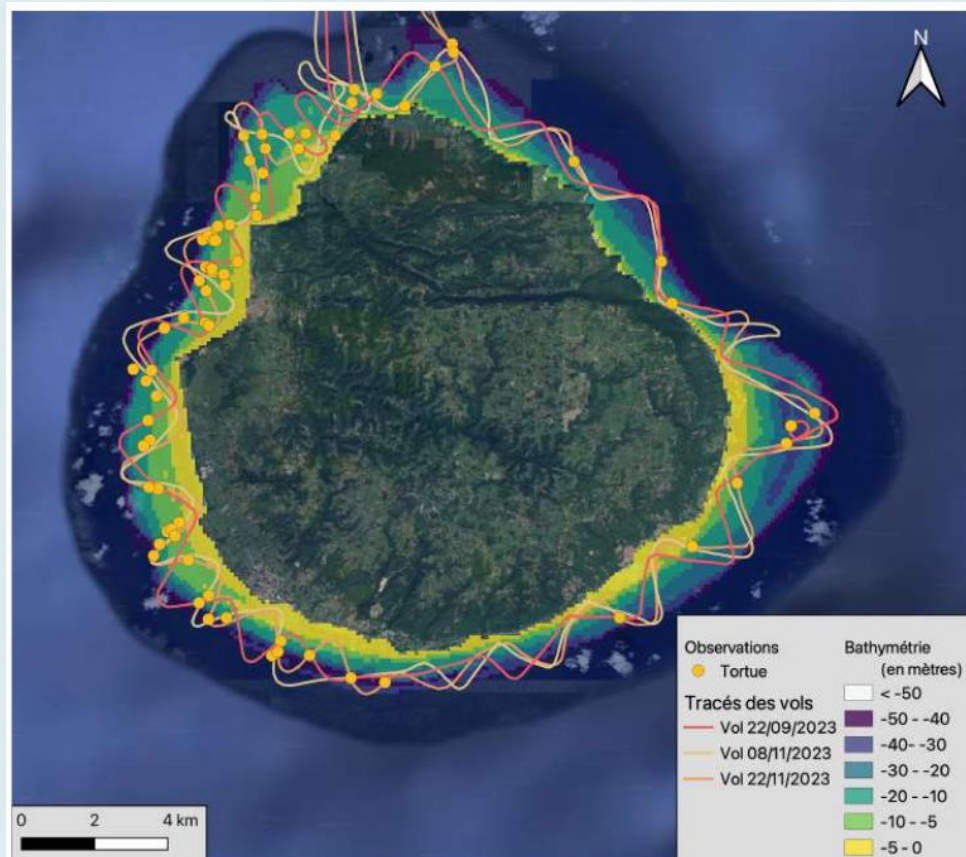 N
Observations
Tortue
Tracés des vols
Vol 22/09/2023
Vol 08/11/2023
Vol 22/11/2023
Bathymétrie
(en mètres)
< -50
-50 - -40
-40- -30
-30 - -20
-20 - -10
-10 - -5
-5 - 0
0 2 4 km